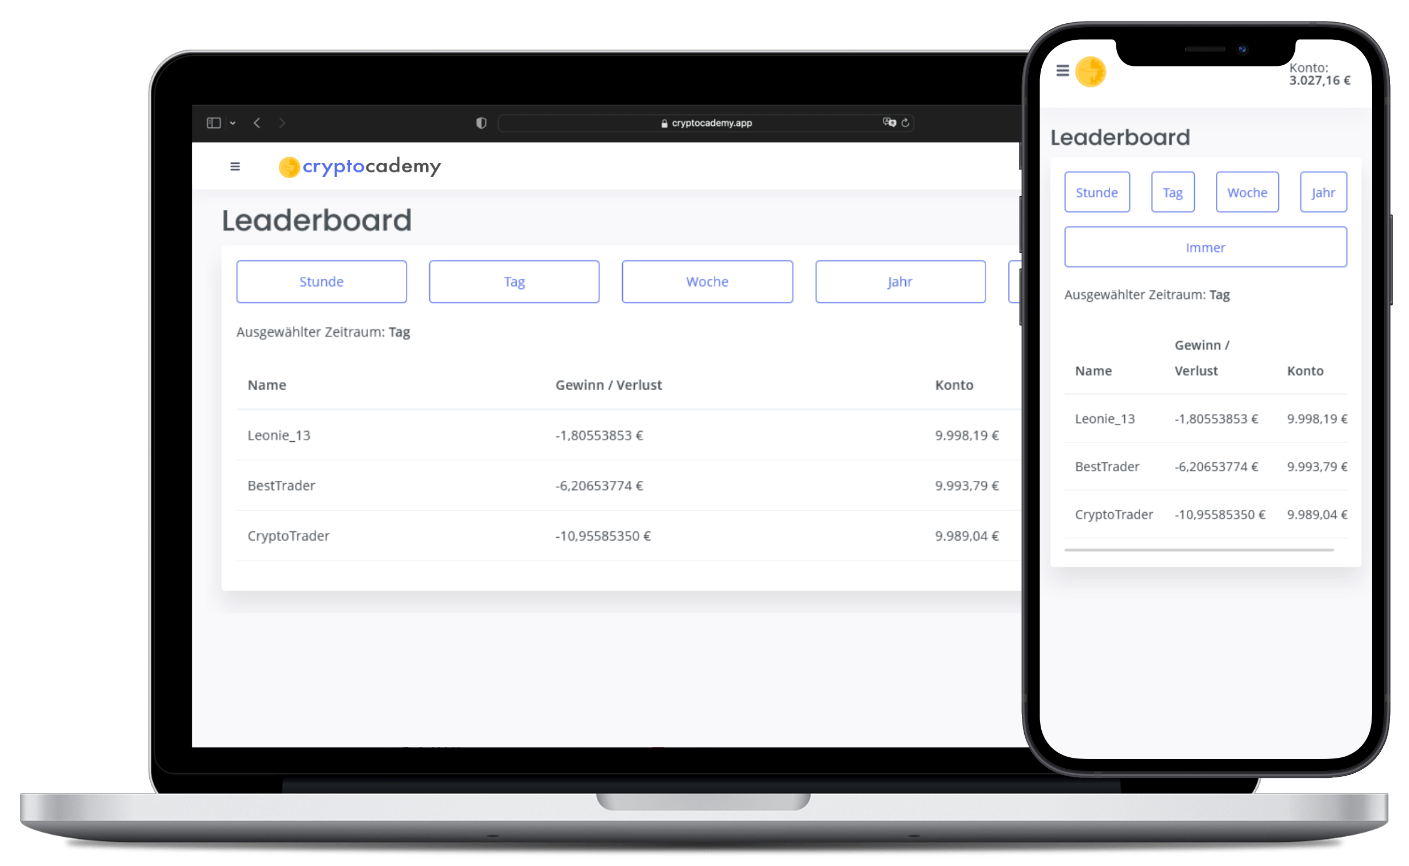 cryptocademy.app
cryptocademy
Leaderboard
Stunde Tag Woche Jahr
Ausgewählter Zeitraum: Tag
Name Gewinn / Verlust Konto
Leonie_13 -1,80553853 € 9.998,19 €
BestTrader -6,20653774 € 9.993,79 €
CryptoTrader -10,95585350 € 9.989,04 €
Konto:
3.027,16 €
Leaderboard
Stunde Tag Woche Jahr
Immer
Ausgewählter Zeitraum: Tag
Gewinn /
Name Verlust Konto
Leonie_13 -1,80553853 € 9.998,19 €
BestTrader -6,20653774 € 9.993,79 €
CryptoTrader -10,95585350 € 9.989,04 €